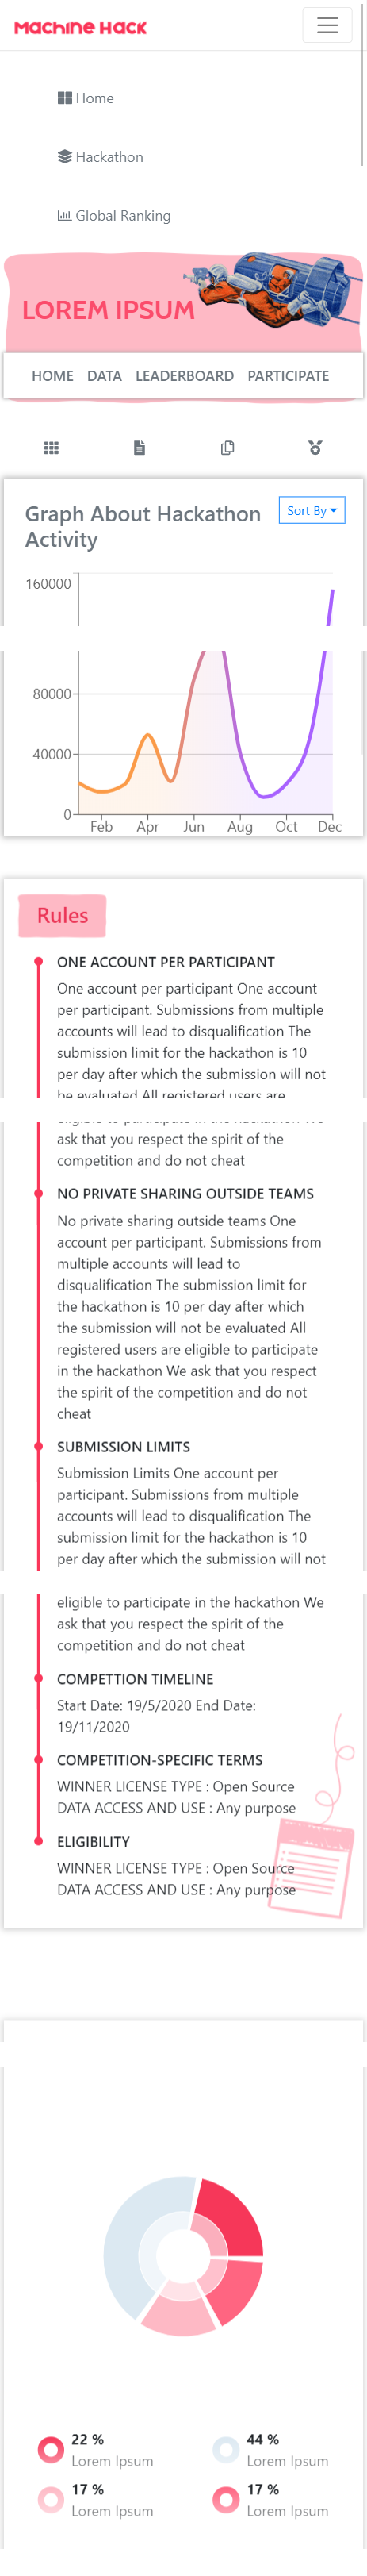 Machine Hack
Home
Hackathon
Global Ranking
LOREM IPSUM
HOME DATA LEADERBOARD PARTICIPATE
Graph About Hackathon
Activity
Sort By
160000
80000
40000
0
Feb Apr Jun Aug Oct Dec
Rules
ONE ACCOUNT PER PARTICIPANT
One account per participant One account
per participant. Submissions from multiple
accounts will lead to disqualification The
submission limit for the hackathon is 10
per day after which the submission will not
be evaluated All registered users are
eligible to participate in the hackathon We
ask that you respect the spirit of the
competition and do not cheat
NO PRIVATE SHARING OUTSIDE TEAMS
No private sharing outside teams One
account per participant. Submissions from
multiple accounts will lead to
disqualification The submission limit for
the hackathon is 10 per day after which
the submission will not be evaluated All
registered users are eligible to participate
in the hackathon We ask that you respect
the spirit of the competition and do not
cheat
SUBMISSION LIMITS
Submission Limits One account per
participant. Submissions from multiple
accounts will lead to disqualification The
submission limit for the hackathon is 10
per day after which the submission will not
eligible to participate in the hackathon We
ask that you respect the spirit of the
competition and do not cheat
COMPETTION TIMELINE
Start Date: 19/5/2020 End Date:
19/11/2020
COMPETITION-SPECIFIC TERMS
WINNER LICENSE TYPE : Open Source
DATA ACCESS AND USE : Any purpose
ELIGIBILITY
WINNER LICENSE TYPE : Open Source
DATA ACCESS AND USE : Any purpose
22 % 44 %
Lorem Ipsum Lorem Ipsum
17 % 17 %
Lorem Ipsum Lorem Ipsum